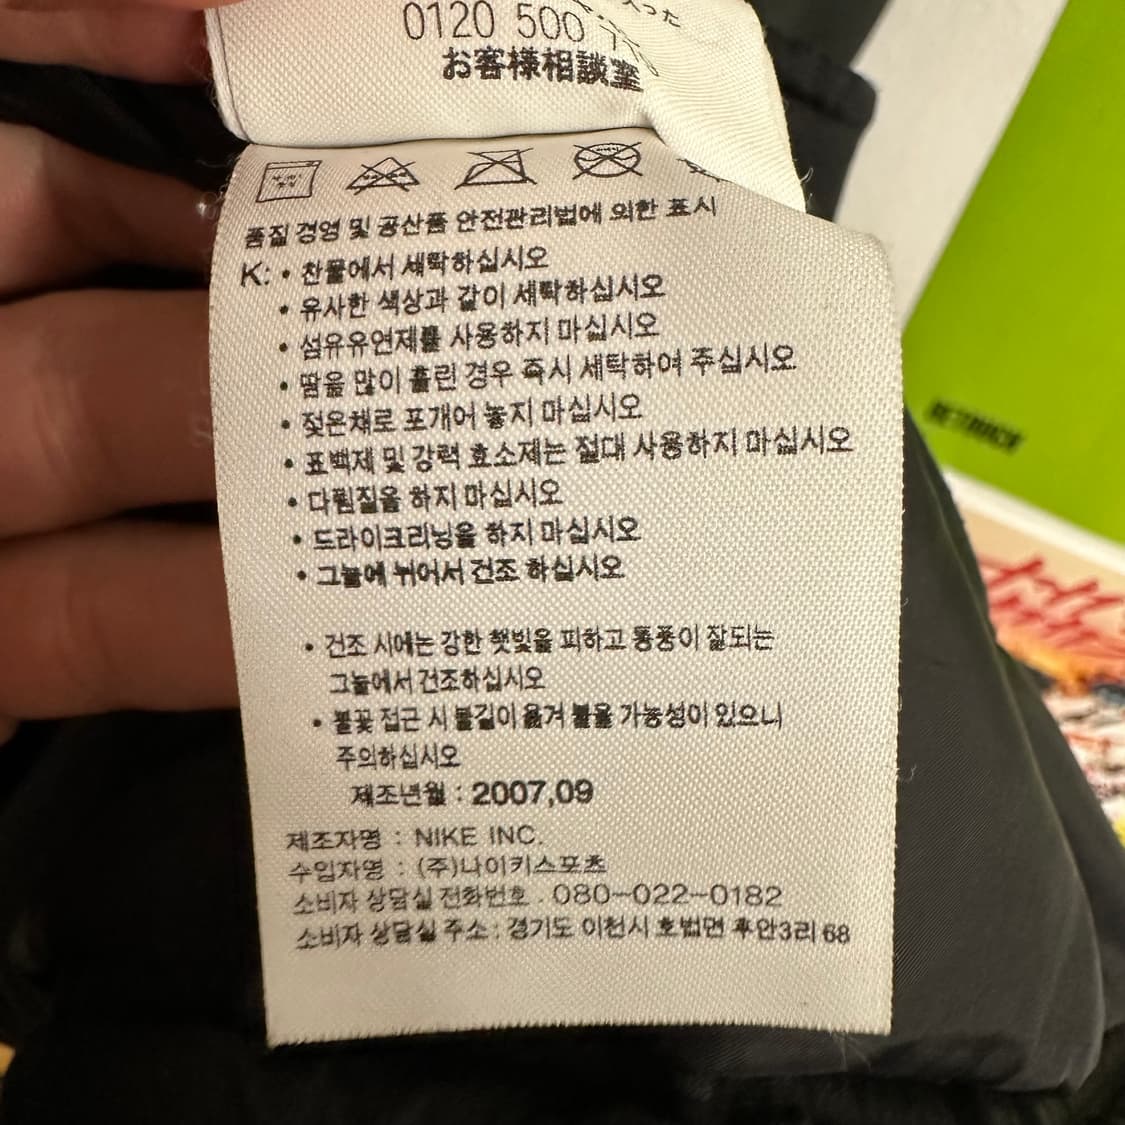 入った
0120 500
お客様相談室
품질 경영 및 공산품 안전관리법에 의한 표시
K: • 찬물에서 세탁하십시오
• 유사한 색상과 같이 세탁하십시오
• 섬유유연제를 사용하지 마십시오
• 땀을 많이 흘린 경우 즉시 세탁하여 주십시오
• 젖은채로 포개어 놓지 마십시오
• 표백제 및 강력 효소제는 절대 사용하지 마십시오
• 다림질을 하지 마십시오
• 드라이크리닝을 하지 마십시오
• 그늘에 뉘어서 건조 하십시오
• 건조 시에는 강한 햇빛을 피하고 통풍이 잘되는
그늘에서 건조하십시오
• 불꽃 접근 시 불길이 옮겨 붙을 가능성이 있으니
주의하십시오
제조년월 : 2007,09
제조자명 : NIKE INC.
수입자명 : (주)나이키스포츠
소비자 상담실 전화번호 . 080-022-0182
소비자 상담실 주소 : 경기도 이천시 호법면 후안3리 68